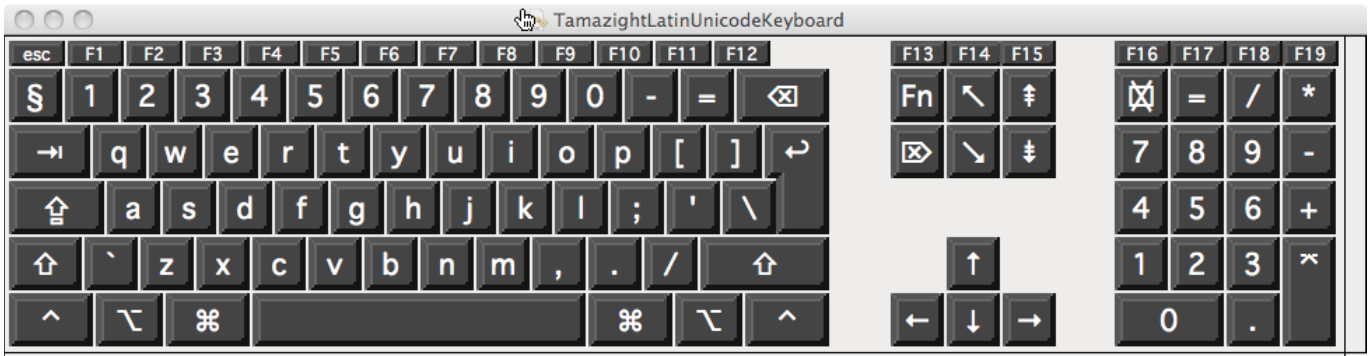 TamazightLatinUnicodeKeyboard
esc F1 F2 F3 F4 F5 F6 F7 F8 F9 F10 F11 F12 F13 F14 F15 F16 F17 F18 F19
§ 1 2 3 4 5 6 7 8 9 0 - = ⌫ Fn ↖ ⇞ ⌧ = / *
⇥ q w e r t y u i o p [ ] ↩ ⌦ ↘ ⇟ 7 8 9 -
⇪ a s d f g h j k l ; ' \ 4 5 6 +
⇧ ` z x c v b n m , . / ⇧ ↑ 1 2 3 ⌤
^ ⌥ ⌘ ⌘ ⌥ ^ ← ↓ → 0 .